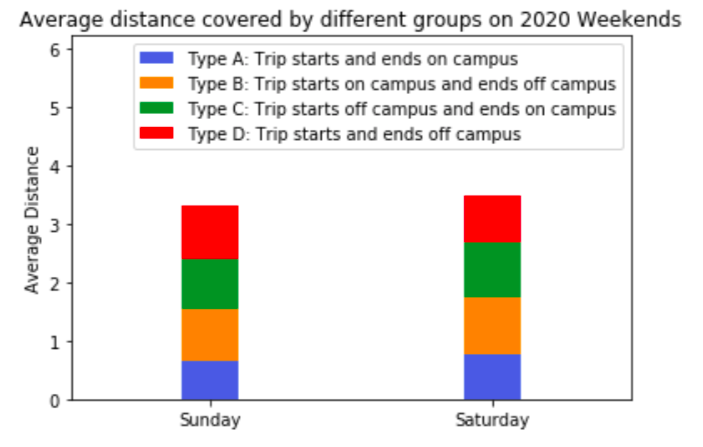 Average distance covered by different groups on 2020 Weekends
6
Type A: Trip starts and ends on campus
Type B: Trip starts on campus and ends off campus
5
Type C: Trip starts off campus and ends on campus
Type D: Trip starts and ends off campus
4
Average Distance
3
2
1
0
Sunday Saturday